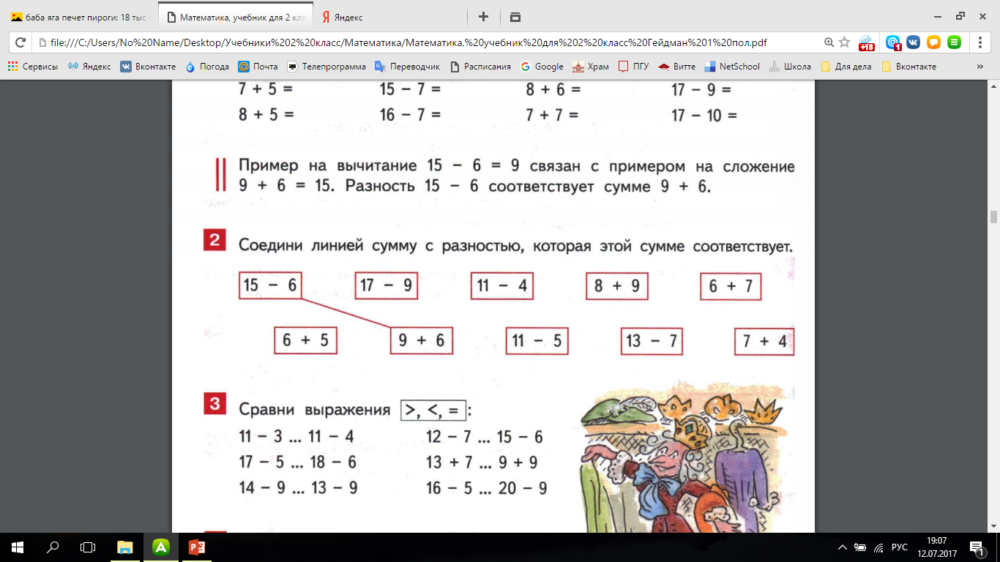 баба яга печет пироги: 18 тыс
Математика, учебник для 2 кла
Яндекс
file:///C:/Users/No%20Name/Desktop/Учебники%202%20класс/Математика/Математика,%20учебник%20для%202%20класс%20Гейдман%201%20пол.pdf
+18
1
Сервисы Яндекс Вконтакте Погода Почта Телепрограмма Переводчик Расписания Google Храм ПГУ Витте NetSchool Школа Для дела Вконтакте »
7 + 5 = 15 − 7 = 8 + 6 = 17 − 9 =
8 + 5 = 16 − 7 = 7 + 7 = 17 − 10 =
Пример на вычитание 15 − 6 = 9 связан с примером на сложение
9 + 6 = 15. Разность 15 − 6 соответствует сумме 9 + 6.
2 Соедини линией сумму с разностью, которая этой сумме соответствует.
15 − 6 17 − 9 11 − 4 8 + 9 6 + 7
6 + 5 9 + 6 11 − 5 13 − 7 7 + 4
3 Сравни выражения >, <, = :
11 − 3 ... 11 − 4 12 − 7 ... 15 − 6
17 − 5 ... 18 − 6 13 + 7 ... 9 + 9
14 − 9 ... 13 − 9 16 − 5 ... 20 − 9
РУС
19:07
12.07.2017
1